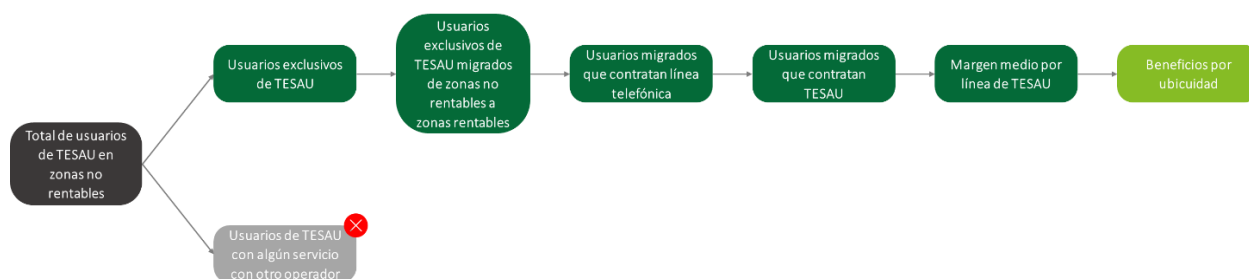 Total de usuarios
de TESAU en
zonas no
rentables
Usuarios exclusivos
de TESAU
Usuarios
exclusivos de
TESAU migrados
de zonas no
rentables a
zonas rentables
Usuarios migrados
que contratan línea
telefónica
Usuarios migrados
que contratan
TESAU
Margen medio por
línea de TESAU
Beneficios por
ubicuidad
Usuarios de TESAU
con algún servicio
con otro operador